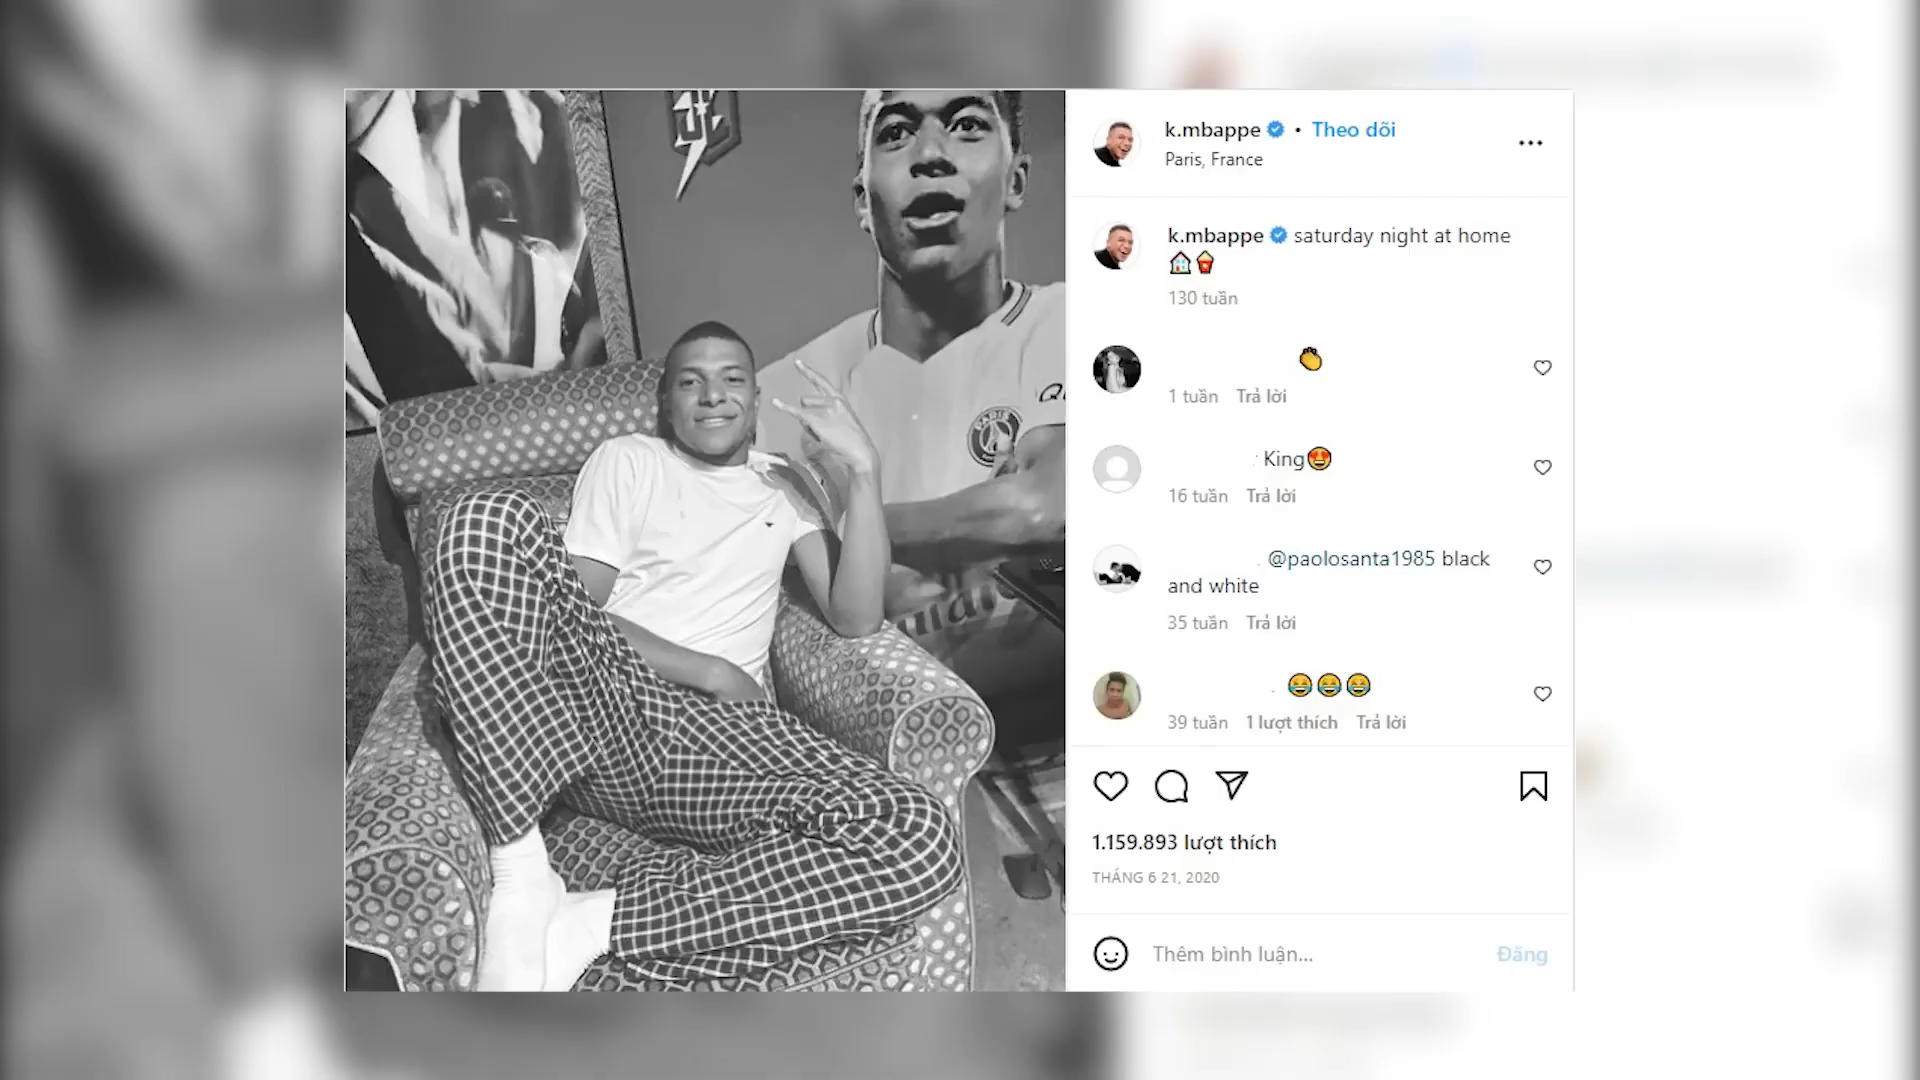 k.mbappe • Theo dõi
Paris, France
k.mbappe saturday night at home
130 tuần
1 tuần Trả lời
King
16 tuần Trả lời
@paolosanta1985 black
and white
35 tuần Trả lời
39 tuần 1 lượt thích Trả lời
1.159.893 lượt thích
THÁNG 6 21, 2020
Thêm bình luận... Đăng
PARIS